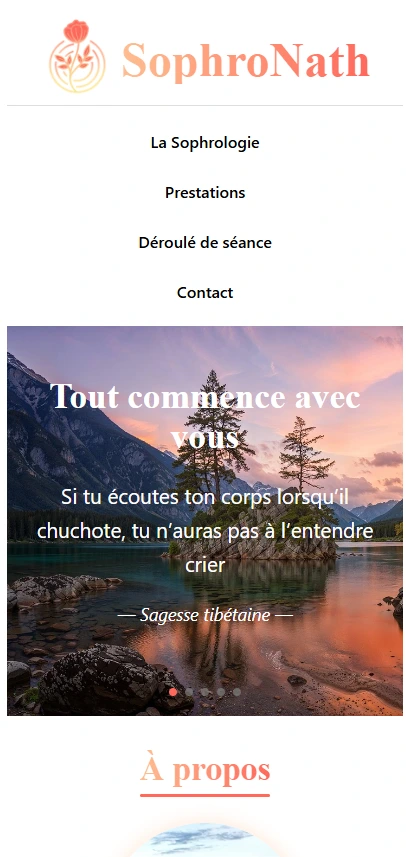 SophroNath
La Sophrologie
Prestations
Déroulé de séance
Contact
Tout commence avec
vous
Si tu écoutes ton corps lorsqu’il
chuchote, tu n’auras pas à l’entendre
crier
— Sagesse tibétaine —
À propos